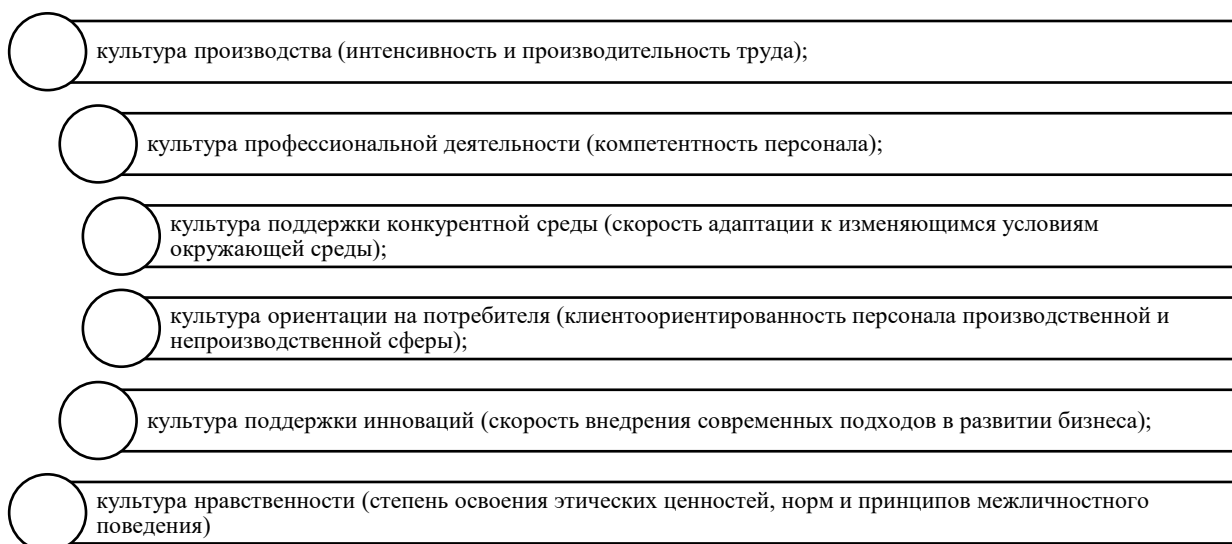 культура производства (интенсивность и производительность труда);
культура профессиональной деятельности (компетентность персонала);
культура поддержки конкурентной среды (скорость адаптации к изменяющимся условиям
окружающей среды);
культура ориентации на потребителя (клиентоориентированность персонала производственной и
непроизводственной сферы);
культура поддержки инноваций (скорость внедрения современных подходов в развитии бизнеса);
культура нравственности (степень освоения этических ценностей, норм и принципов межличностного
поведения)